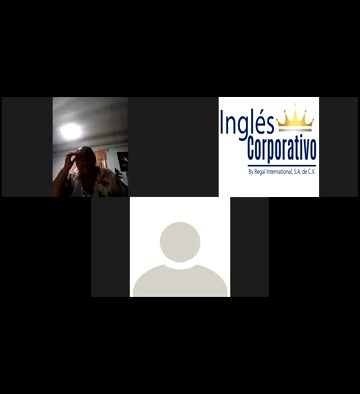 Inglés
Corporativo
By Regal International, S.A. de C.V.